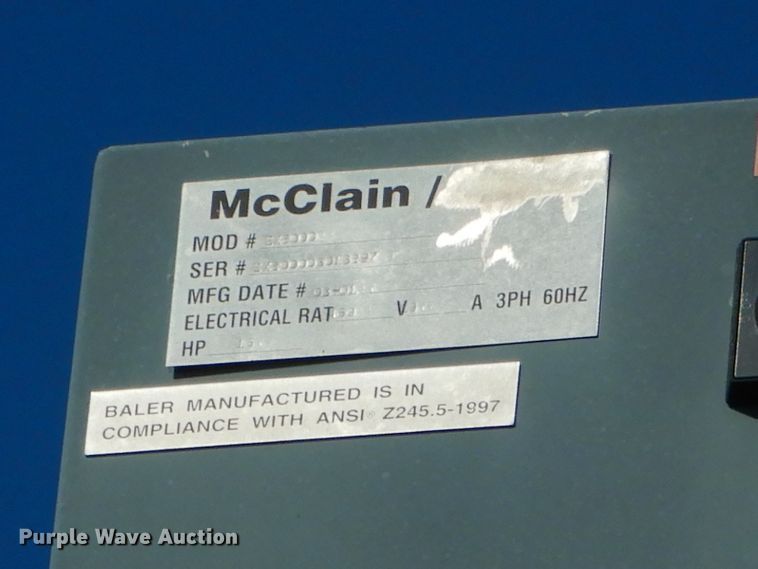 McClain /
MOD #
SER #
MFG DATE #
ELECTRICAL RAT V A 3PH 60HZ
HP
BALER MANUFACTURED IS IN
COMPLIANCE WITH ANSI® Z245.5-1997
Purple Wave Auction